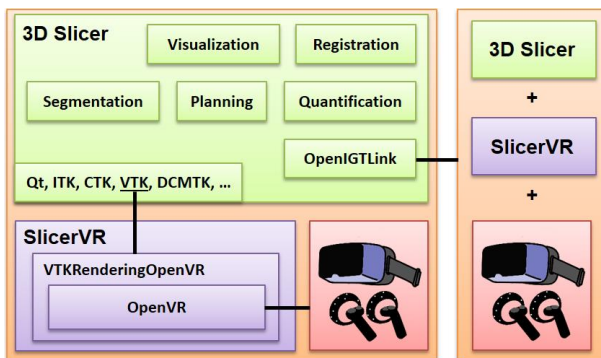 3D Slicer
Visualization
Registration
Segmentation
Planning
Quantification
OpenIGTLink
Qt, ITK, CTK, VTK, DCMTK, ...
SlicerVR
VTKRenderingOpenVR
OpenVR
3D Slicer
+
SlicerVR
+